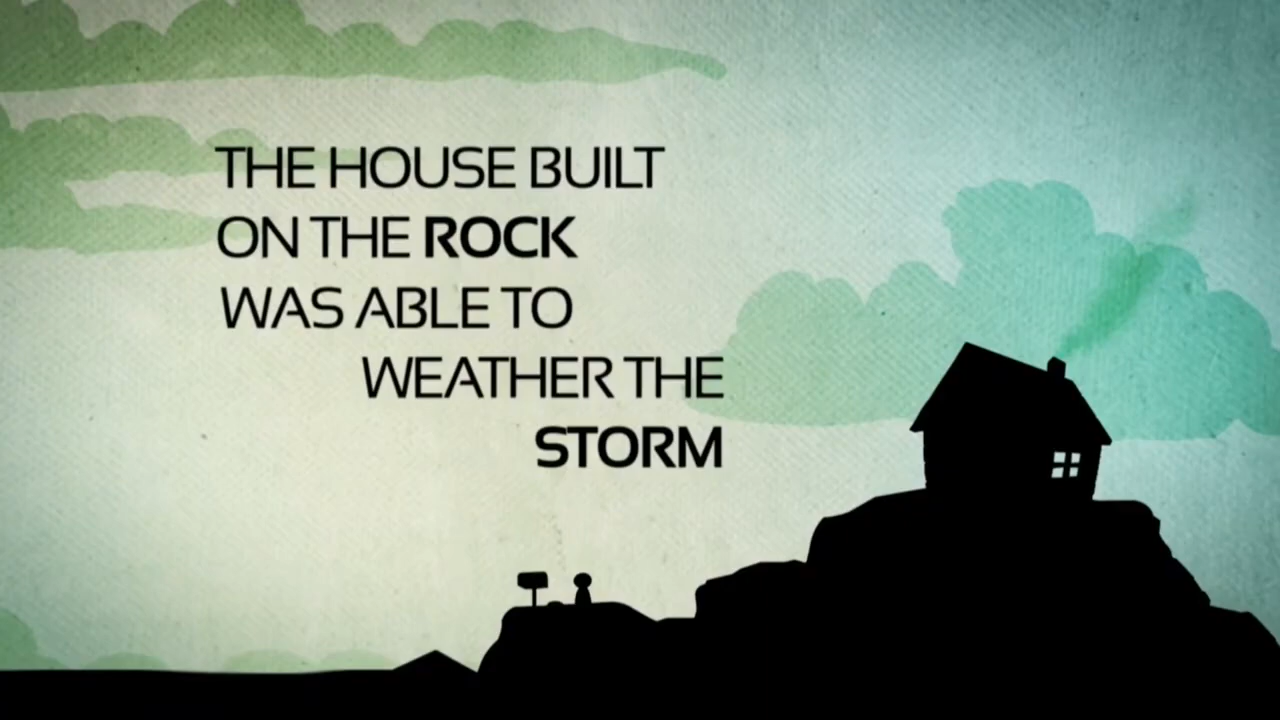 THE HOUSE BUILT
ON THE ROCK
WAS ABLE TO
WEATHER THE
STORM